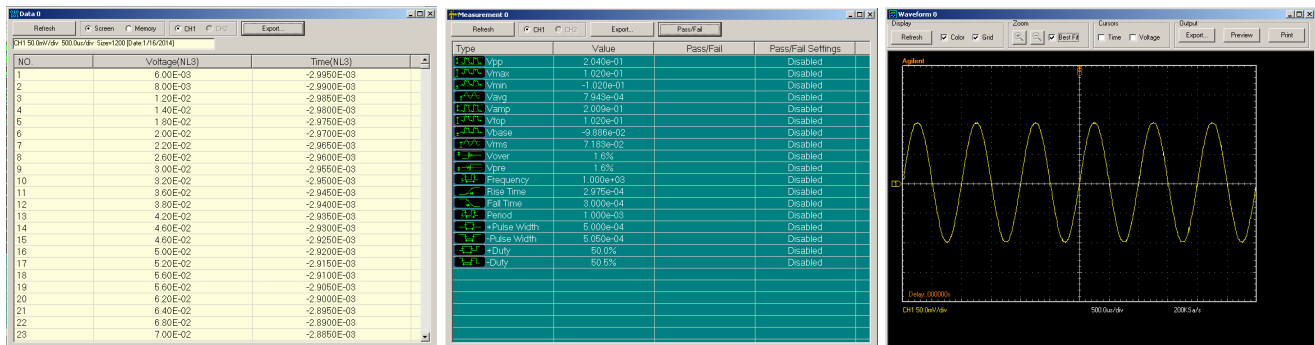 Data 0
Refresh Screen Memory CH1 CH2 Export...
CH1 50.0mV/div 500.0us/div Size=1200 [Date:1/16/2014]
NO. Voltage(NL3) Time(NL3)
1 6.00E-03 -2.9950E-03
2 8.00E-03 -2.9900E-03
3 1.20E-02 -2.9850E-03
4 1.40E-02 -2.9800E-03
5 1.80E-02 -2.9750E-03
6 2.00E-02 -2.9700E-03
7 2.20E-02 -2.9650E-03
8 2.60E-02 -2.9600E-03
9 3.00E-02 -2.9550E-03
10 3.20E-02 -2.9500E-03
11 3.60E-02 -2.9450E-03
12 3.80E-02 -2.9400E-03
13 4.20E-02 -2.9350E-03
14 4.60E-02 -2.9300E-03
15 4.60E-02 -2.9250E-03
16 5.00E-02 -2.9200E-03
17 5.20E-02 -2.9150E-03
18 5.60E-02 -2.9100E-03
19 5.60E-02 -2.9050E-03
20 6.20E-02 -2.9000E-03
21 6.40E-02 -2.8950E-03
22 6.80E-02 -2.8900E-03
23 7.00E-02 -2.8850E-03
Measurement 0
Refresh CH1 CH2 Export... Pass/Fail
Type Value Pass/Fail Pass/Fail Settings
Vpp 2.040e-01 Disabled
Vmax 1.020e-01 Disabled
Vmin -1.020e-01 Disabled
Vavg 7.943e-04 Disabled
Vamp 2.009e-01 Disabled
Vtop 1.020e-01 Disabled
Vbase -9.886e-02 Disabled
Vrms 7.183e-02 Disabled
Vover 1.6% Disabled
Vpre 1.6% Disabled
Frequency 1.000e+03 Disabled
Rise Time 2.975e-04 Disabled
Fall Time 3.000e-04 Disabled
Period 1.000e-03 Disabled
+Pulse Width 5.000e-04 Disabled
-Pulse Width 5.050e-04 Disabled
+Duty 50.0% Disabled
-Duty 50.5% Disabled
Waveform 0
Display Zoom Cursors Output
Refresh Color Grid Best Fit Time Voltage Export... Preview Print
Agilent
Delay:.000000s
CH1 50.0mV/div 500.0us/div 200KSa/s